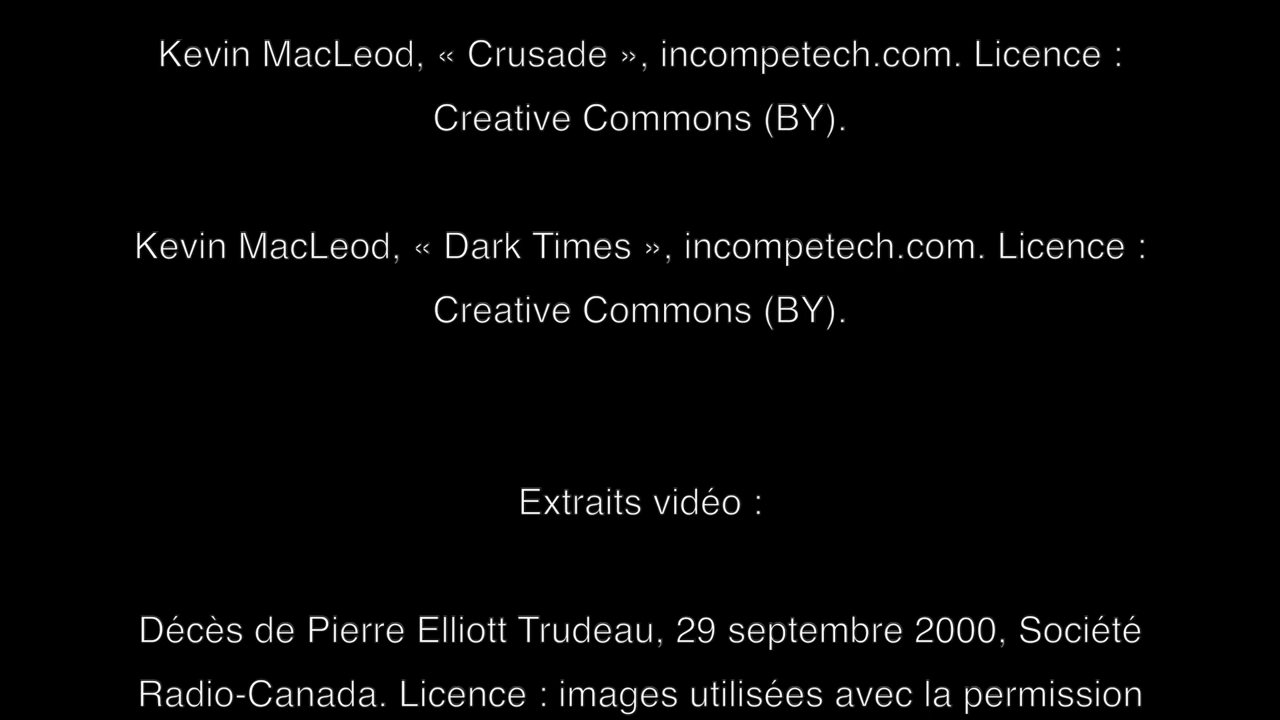 Kevin MacLeod, « Crusade », incompetech.com. Licence :
Creative Commons (BY).
Kevin MacLeod, « Dark Times », incompetech.com. Licence :
Creative Commons (BY).
Extraits vidéo :
Décès de Pierre Elliott Trudeau, 29 septembre 2000, Société
Radio-Canada. Licence : images utilisées avec la permission